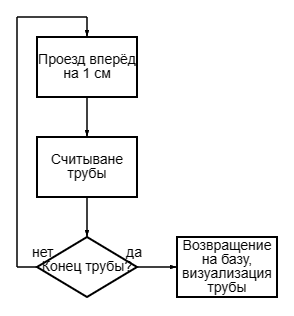 Проезд вперёд
на 1 см
Считыване
трубы
нет
да
Конец трубы?
Возвращение
на базу,
визуализация
трубы